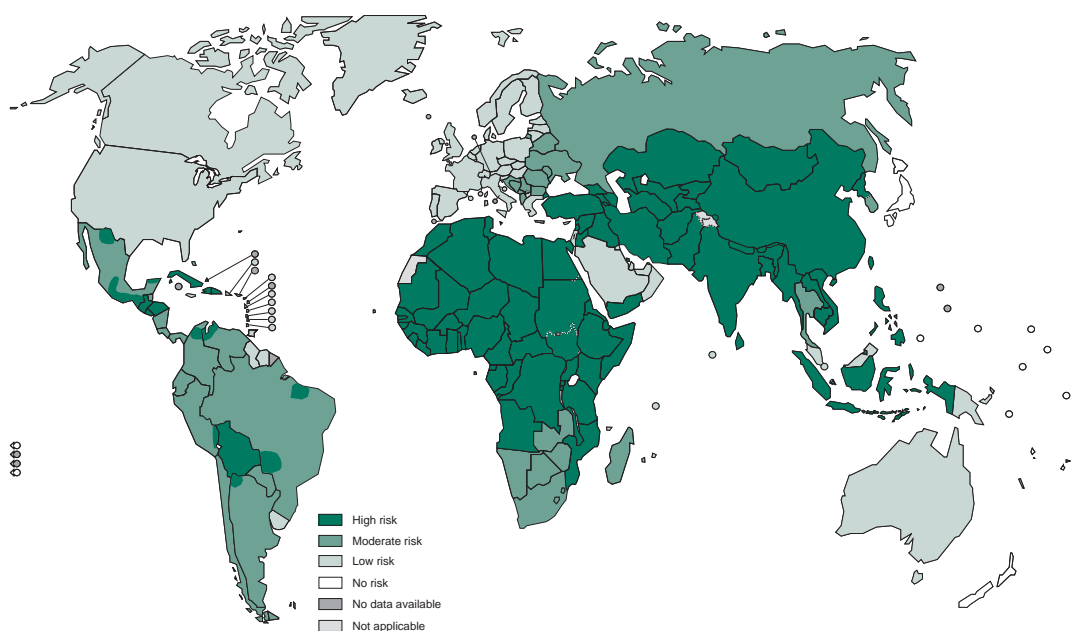 High risk
Moderate risk
Low risk
No risk
No data available
Not applicable